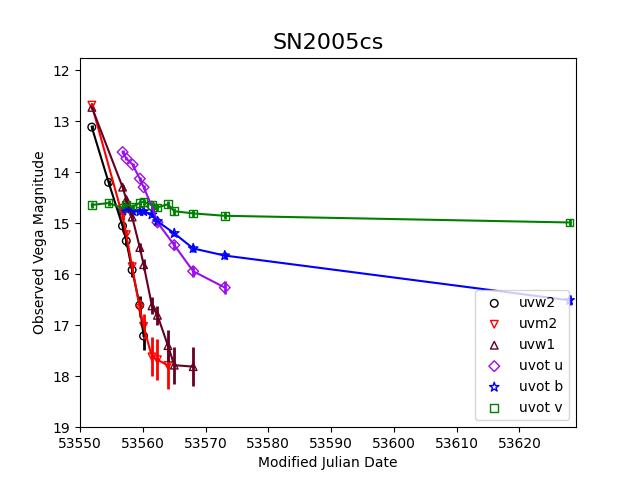 SN2005cs
Observed Vega Magnitude
12
13
14
15
16
17
18
19
53550 53560 53570 53580 53590 53600 53610 53620
Modified Julian Date
uvw2
uvm2
uvw1
uvot u
uvot b
uvot v